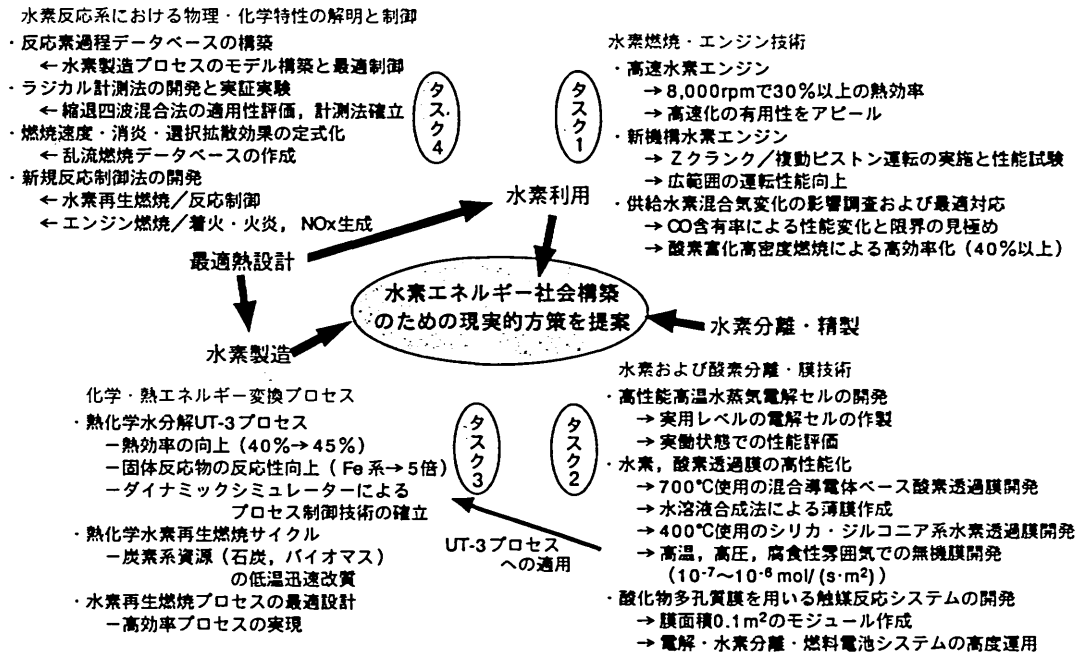 水素反応系における物理・化学特性の解明と制御
・反応素過程データベースの構築
←水素製造プロセスのモデル構築と最適制御
・ラジカル計測法の開発と実証実験
←縮退四波混合法の適用性評価，計測法確立
・燃焼速度・消炎・選択拡散効果の定式化
←乱流燃焼データベースの作成
・新規反応制御法の開発
←水素再生燃焼／反応制御
←エンジン燃焼／着火・火炎，NOx生成
タスク4
タスク1
水素燃焼・エンジン技術
・高速水素エンジン
→8,000rpmで30％以上の熱効率
→高速化の有用性をアピール
・新機構水素エンジン
→Zクランク／複動ピストン運転の実施と性能試験
→広範囲の運転性能向上
・供給水素混合気変化の影響調査および最適対応
→CO含有率による性能変化と限界の見極め
→酸素富化高密度燃焼による高効率化（40％以上）
水素利用
最適熱設計
水素エネルギー社会構築
のための現実的方策を提案
水素製造
水素分離・精製
化学・熱エネルギー変換プロセス
・熱化学水分解UT-3プロセス
－熱効率の向上（40％→45％）
－固体反応物の反応性向上（Fe系→5倍）
－ダイナミックシミュレーターによる
プロセス制御技術の確立
・熱化学水素再生燃焼サイクル
－炭素系資源（石炭，バイオマス）
の低温迅速改質
・水素再生燃焼プロセスの最適設計
－高効率プロセスの実現
タスク3
タスク2
UT-3プロセス
への適用
水素および酸素分離・膜技術
・高性能高温水蒸気電解セルの開発
→実用レベルの電解セルの作製
→実働状態での性能評価
・水素，酸素透過膜の高性能化
→700℃使用の混合導電体ベース酸素透過膜開発
→水溶液合成法による薄膜作成
→400℃使用のシリカ・ジルコニア系水素透過膜開発
→高温，高圧，腐食性雰囲気での無機膜開発
（10⁻⁷～10⁻⁶ mol/(s·m²)）
・酸化物多孔質膜を用いる触媒反応システムの開発
→膜面積0.1m²のモジュール作成
→電解・水素分離・燃料電池システムの高度運用